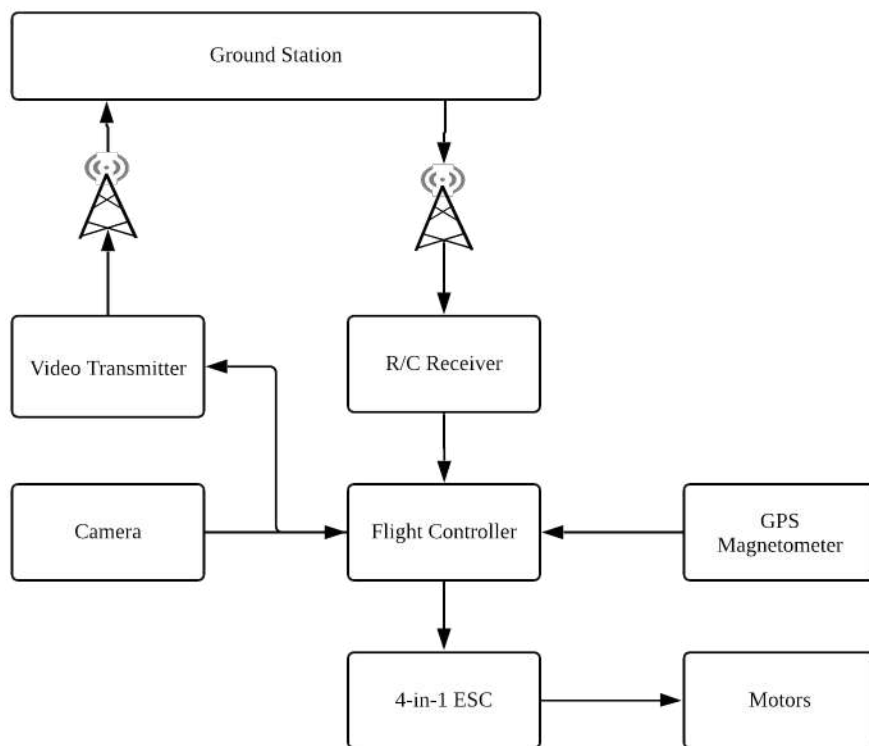 Ground Station
Video Transmitter
R/C Receiver
Camera
Flight Controller
GPS
Magnetometer
4-in-1 ESC
Motors